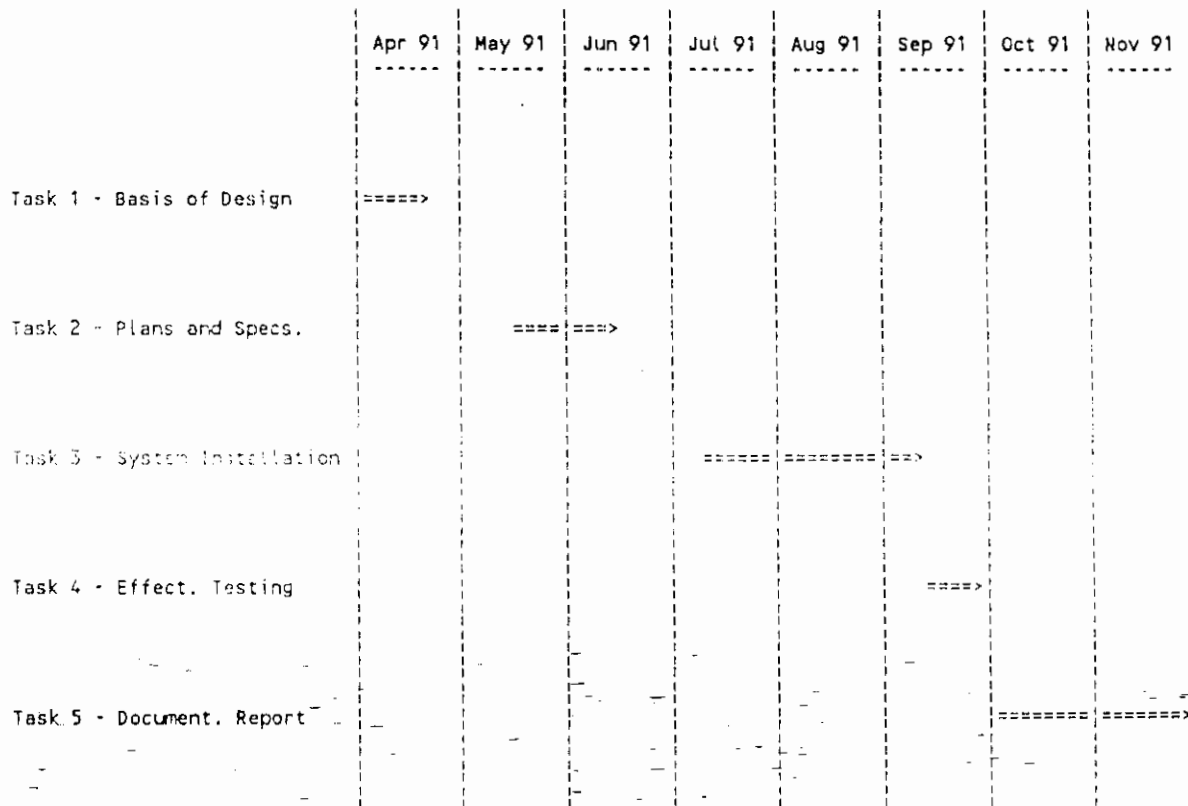 Apr 91 May 91 Jun 91 Jul 91 Aug 91 Sep 91 Oct 91 Nov 91
------ ------ ------ ------ ------ ------ ------ ------
Task 1 - Basis of Design =====>
Task 2 - Plans and Specs. ==== ===>
Task 3 - System Installation ====== ======== ==>
Task 4 - Effect. Testing ====>
Task 5 - Document. Report ======== =======>